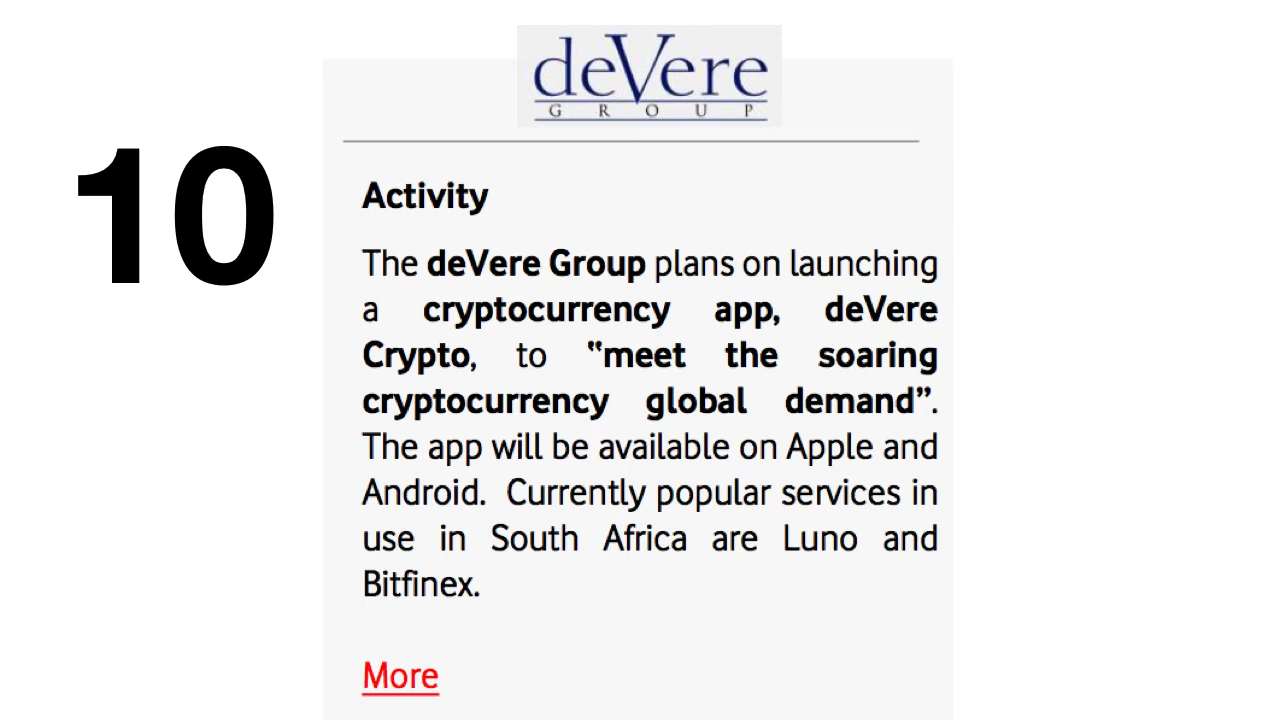 deVere
GROUP
10
Activity
The deVere Group plans on launching
a cryptocurrency app, deVere
Crypto, to “meet the soaring
cryptocurrency global demand”.
The app will be available on Apple and
Android. Currently popular services in
use in South Africa are Luno and
Bitfinex.
More